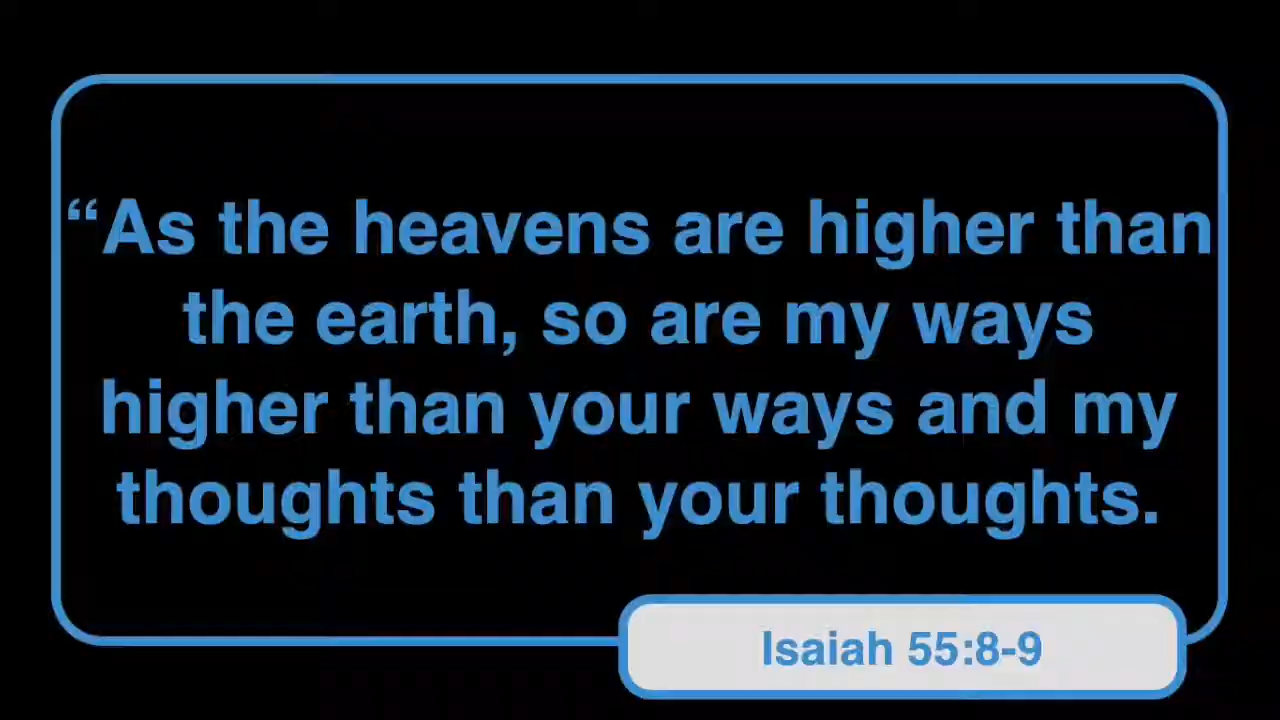 “As the heavens are higher than
the earth, so are my ways
higher than your ways and my
thoughts than your thoughts.
Isaiah 55:8-9